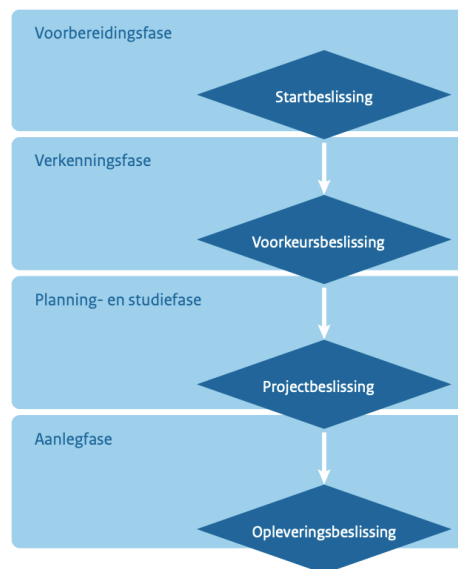 Voorbereidingsfase
Startbeslissing
Verkenningsfase
Voorkeursbeslissing
Planning- en studiefase
Projectbeslissing
Aanlegfase
Opleveringsbeslissing